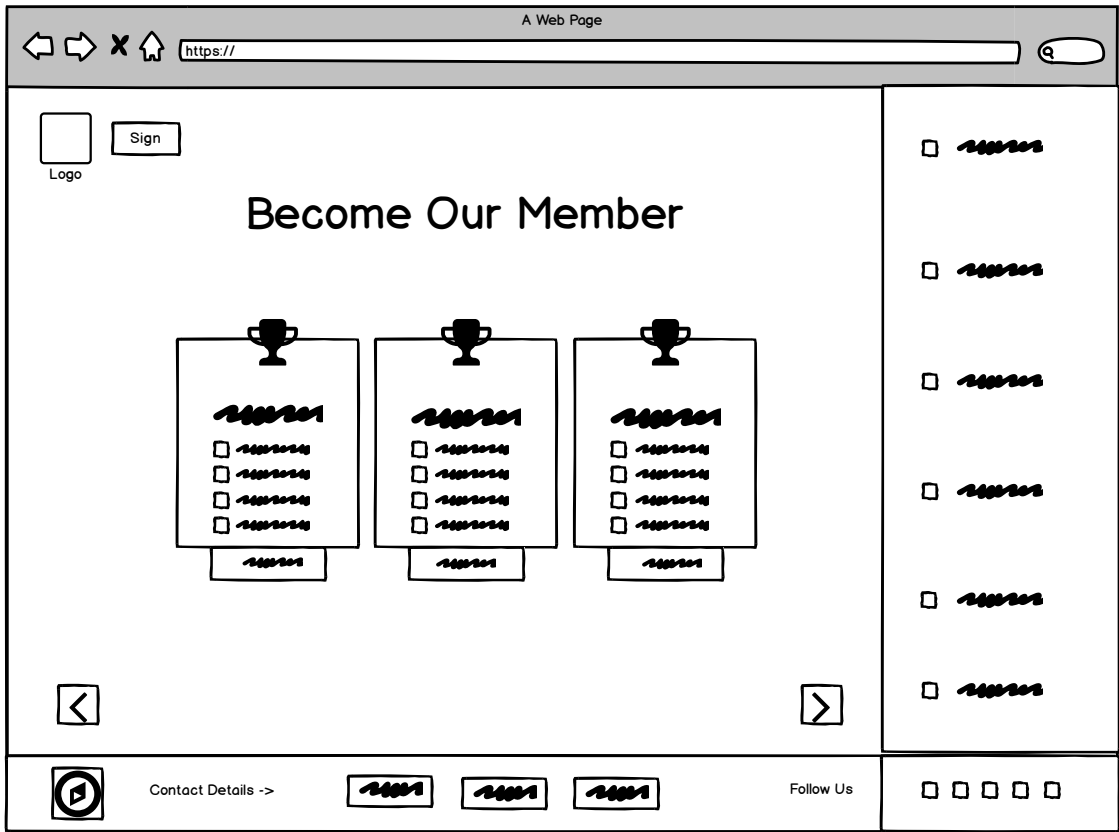 A Web Page
https://
Sign
Logo
Become Our Member
Contact Details ->
Follow Us